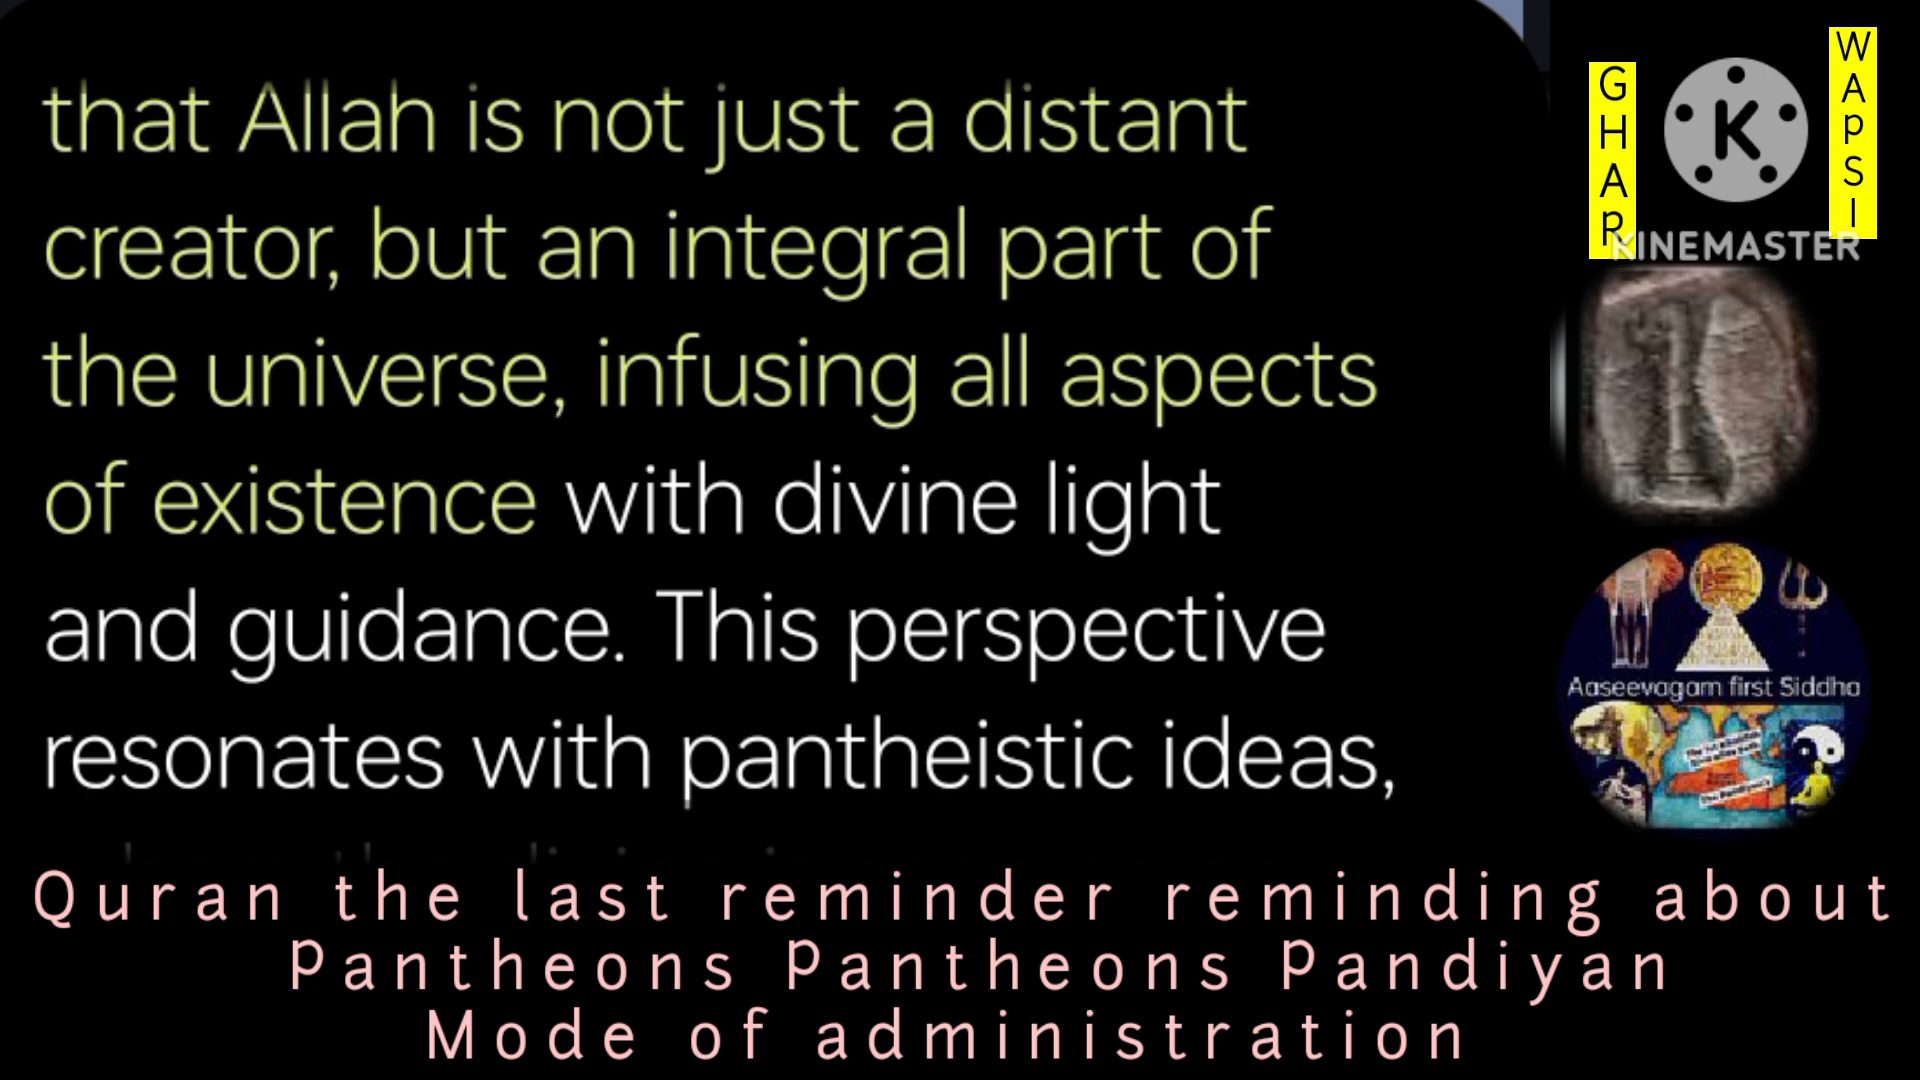 that Allah is not just a distant
creator, but an integral part of
the universe, infusing all aspects
of existence with divine light
and guidance. This perspective
resonates with pantheistic ideas,
GHAR
WAPSI
K
KINEMASTER
Aaseevagam first Siddha
Quran the last reminder reminding about
Pantheons Pantheons Pandiyan
Mode of administration